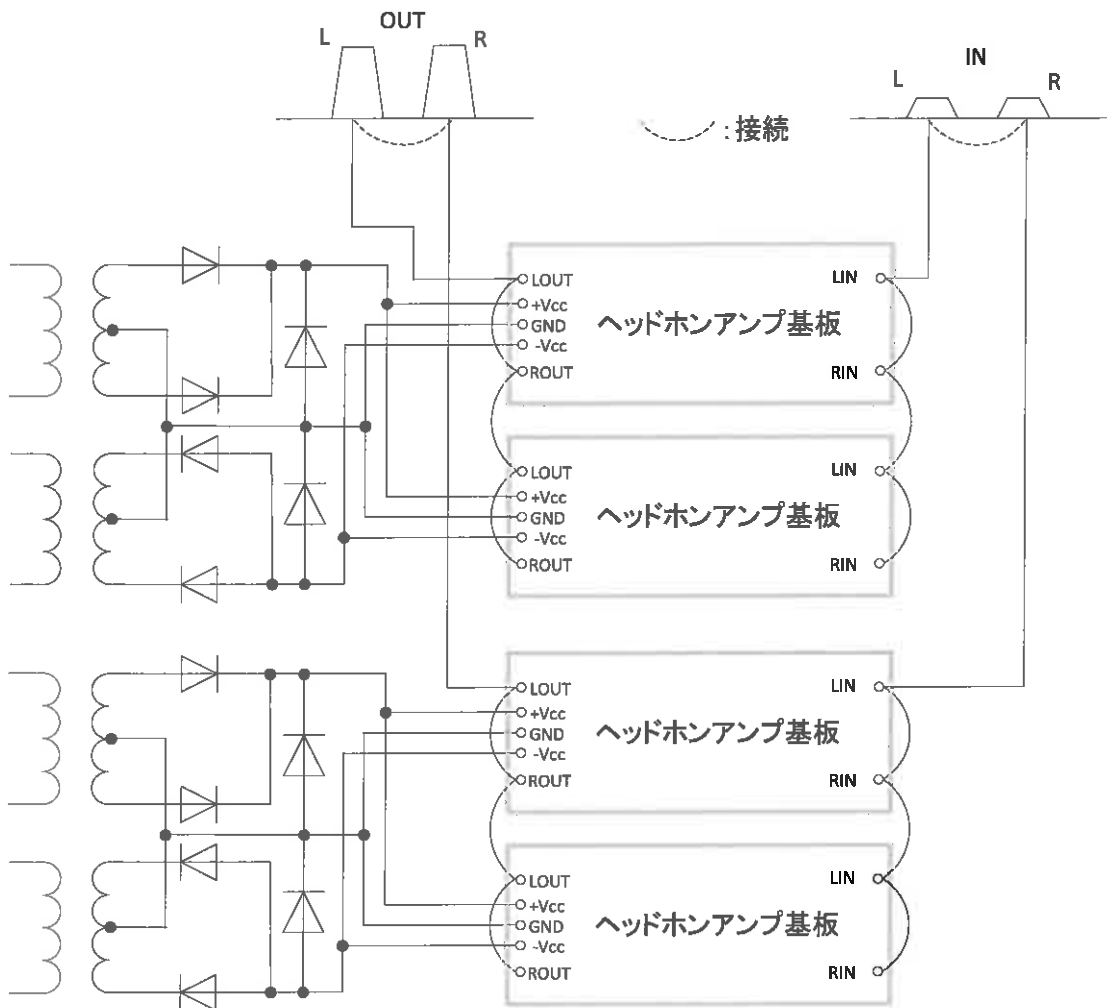 OUT
L
R
IN
L
R
:接続
LOUT
+Vcc
GND
-Vcc
ROUT
ヘッドホンアンプ基板
LIN
RIN
LOUT
+Vcc
GND
-Vcc
ROUT
ヘッドホンアンプ基板
LIN
RIN
LOUT
+Vcc
GND
-Vcc
ROUT
ヘッドホンアンプ基板
LIN
RIN
LOUT
+Vcc
GND
-Vcc
ROUT
ヘッドホンアンプ基板
LIN
RIN